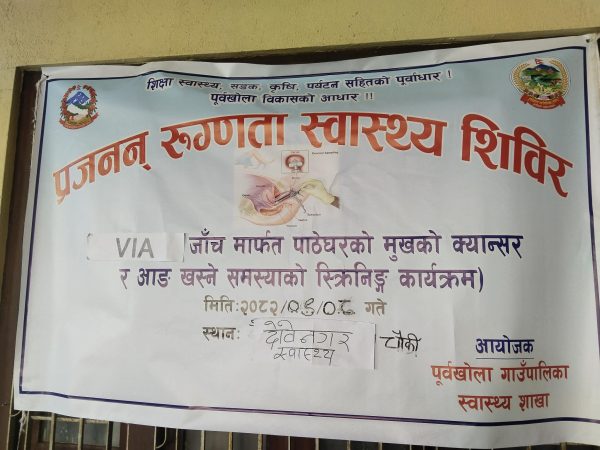 शिक्षा स्वास्थ्य, सडक, कृषि, पर्यटन सहितको पूर्वाधार !
पूर्वखोला विकासको आधार !!
प्रजनन् रुग्णता स्वास्थ्य शिविर
VIA जाँच मार्फत पाठेघरको मुखको क्यान्सर
र आङ खस्ने समस्याको स्क्रिनिङ्ग कार्यक्रम)
मिति:२०८२/०९/०८ गते
स्थान: देविनगर
स्वास्थ्य चौकी
आयोजक
पूर्वखोला गाउँपालिका
स्वास्थ्य शाखा